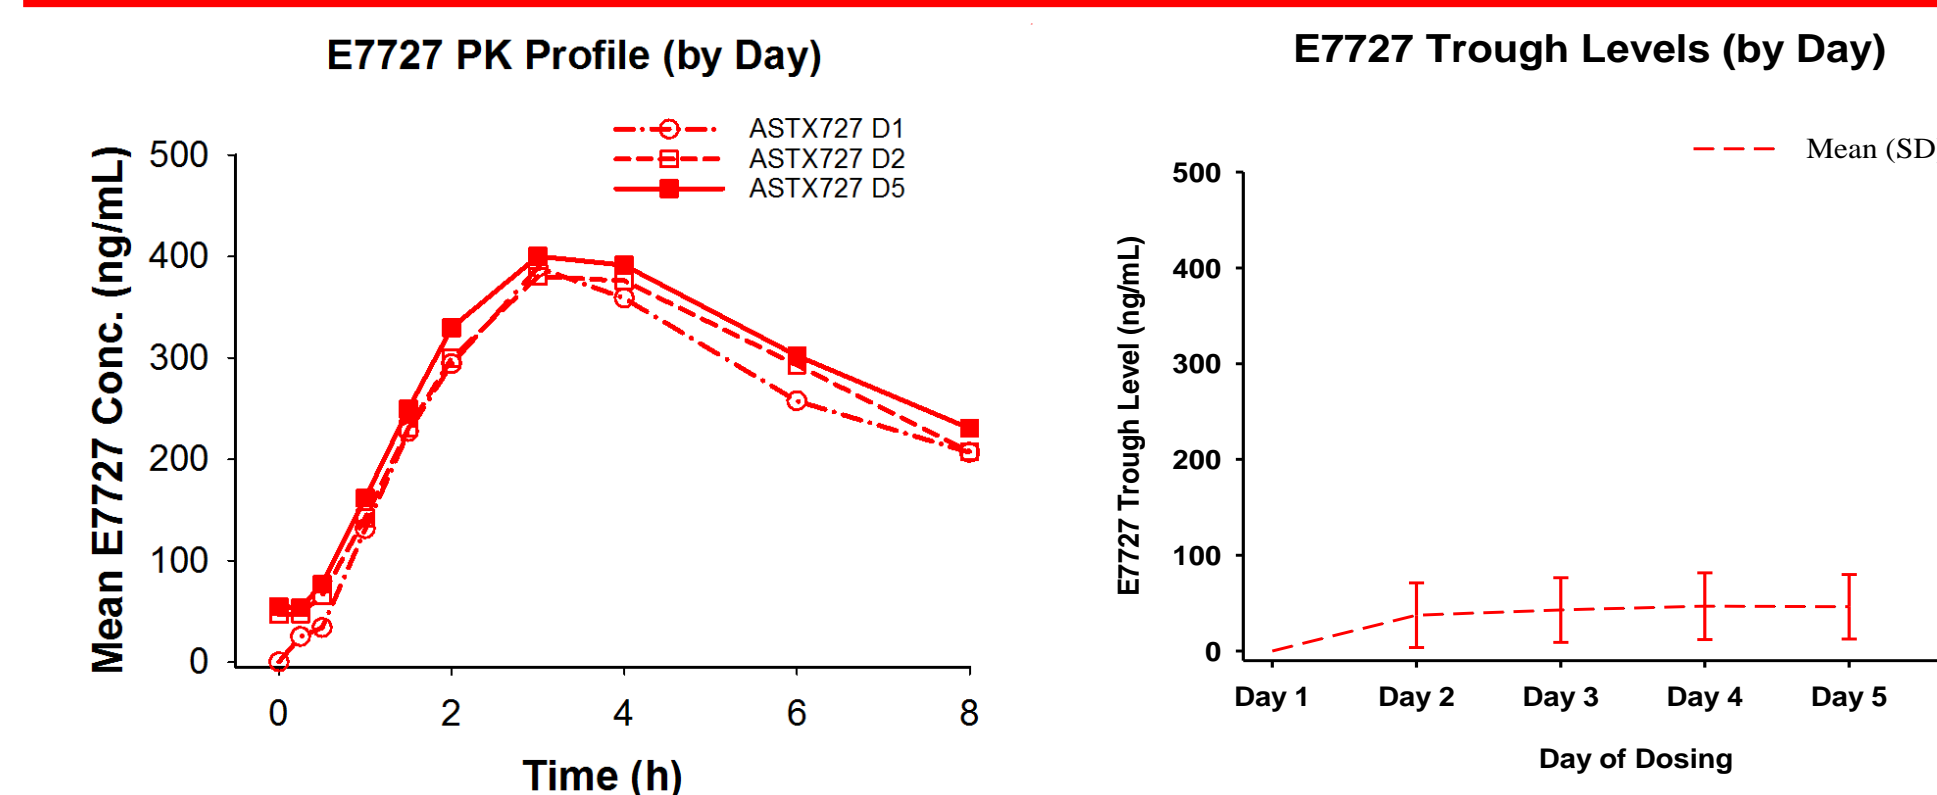 E7727 PK Profile (by Day)
ASTX727 D1
ASTX727 D2
ASTX727 D5
Mean E7727 Conc. (ng/mL)
500
400
300
200
100
0
0 2 4 6 8
Time (h)
E7727 Trough Levels (by Day)
Mean (SD
E7727 Trough Level (ng/mL)
500
400
300
200
100
0
Day 1 Day 2 Day 3 Day 4 Day 5
Day of Dosing